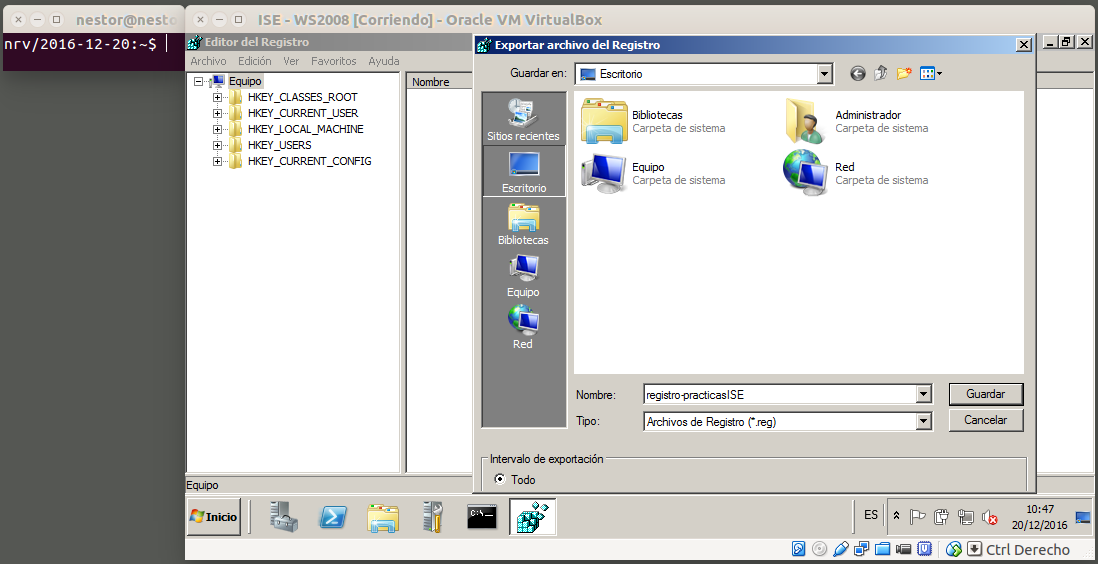 nestor@nesto
nrv/2016-12-20:~$
ISE - WS2008 [Corriendo] - Oracle VM VirtualBox
Editor del Registro
Archivo Edición Ver Favoritos Ayuda
Equipo
HKEY_CLASSES_ROOT
HKEY_CURRENT_USER
HKEY_LOCAL_MACHINE
HKEY_USERS
HKEY_CURRENT_CONFIG
Nombre
Exportar archivo del Registro
Guardar en:
Escritorio
Sitios recientes
Escritorio
Bibliotecas
Equipo
Red
Bibliotecas
Carpeta de sistema
Administrador
Carpeta de sistema
Equipo
Carpeta de sistema
Red
Carpeta de sistema
Nombre:
registro-practicasISE
Guardar
Tipo:
Archivos de Registro (*.reg)
Cancelar
Intervalo de exportación
Todo
Equipo
Inicio
C:\_
ES
10:47
20/12/2016
Ctrl Derecho